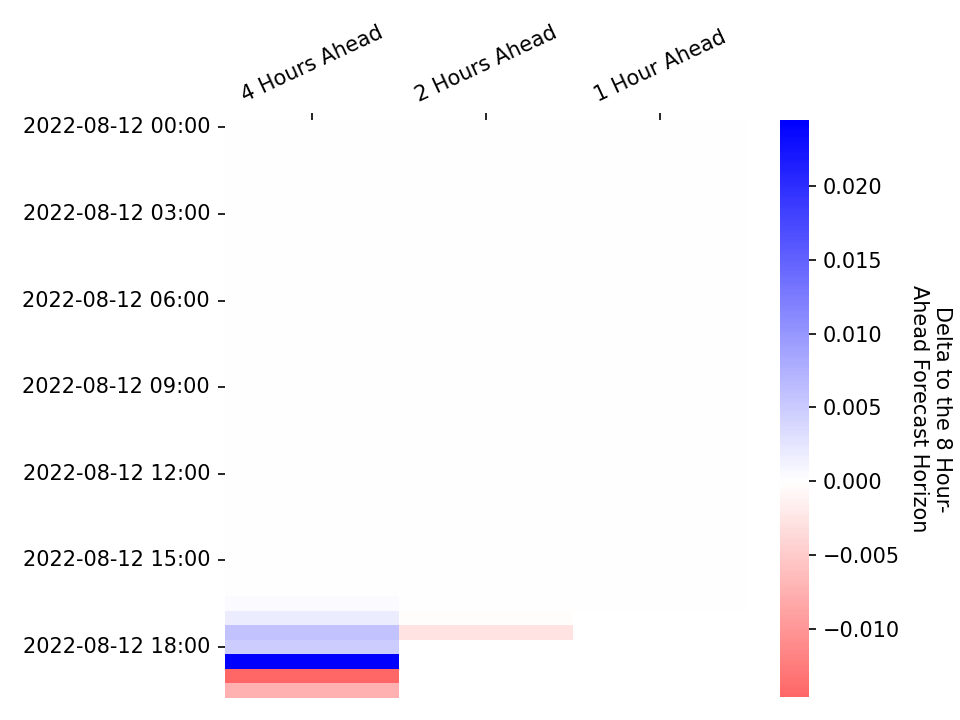 4 Hours Ahead
2 Hours Ahead
1 Hour Ahead
2022-08-12 00:00
2022-08-12 03:00
2022-08-12 06:00
2022-08-12 09:00
2022-08-12 12:00
2022-08-12 15:00
2022-08-12 18:00
0.020
0.015
0.010
0.005
0.000
−0.005
−0.010
Delta to the 8 Hour-
Ahead Forecast Horizon